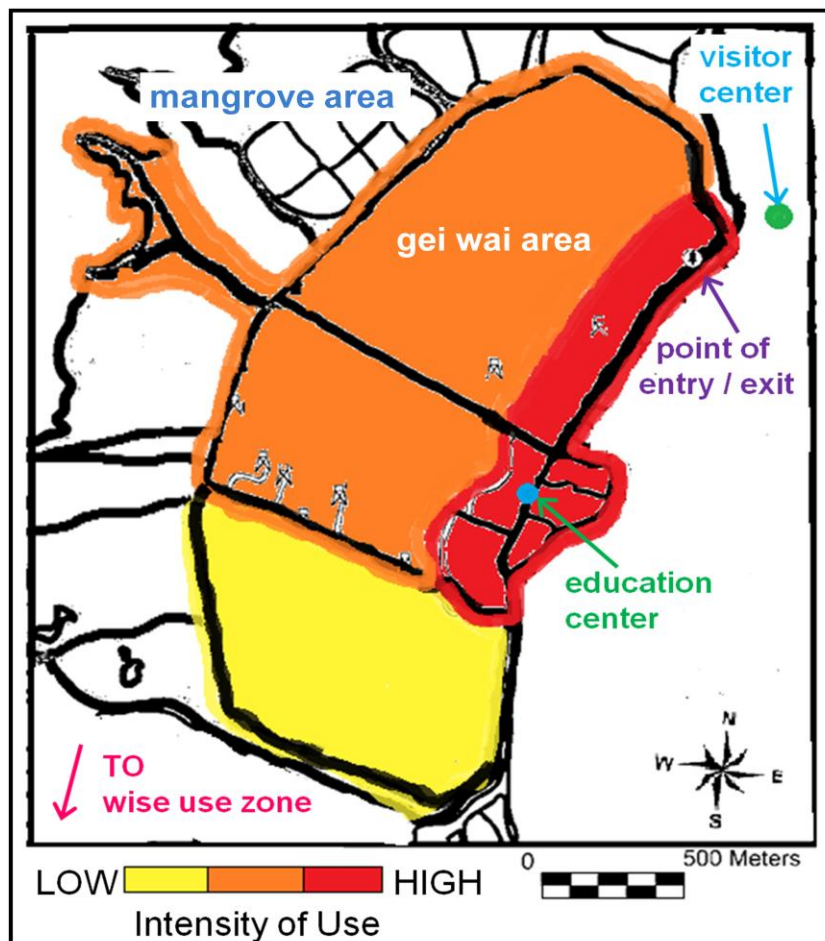 visitor
center
mangrove area
gei wai area
point of
entry / exit
education
center
TO
wise use zone
N
W
E
S
0
500 Meters
LOW
HIGH
Intensity of Use